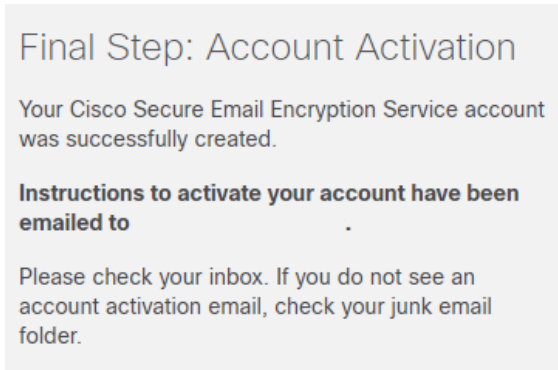 Final Step: Account Activation
Your Cisco Secure Email Encryption Service account
was successfully created.
Instructions to activate your account have been
emailed to .
Please check your inbox. If you do not see an
account activation email, check your junk email
folder.